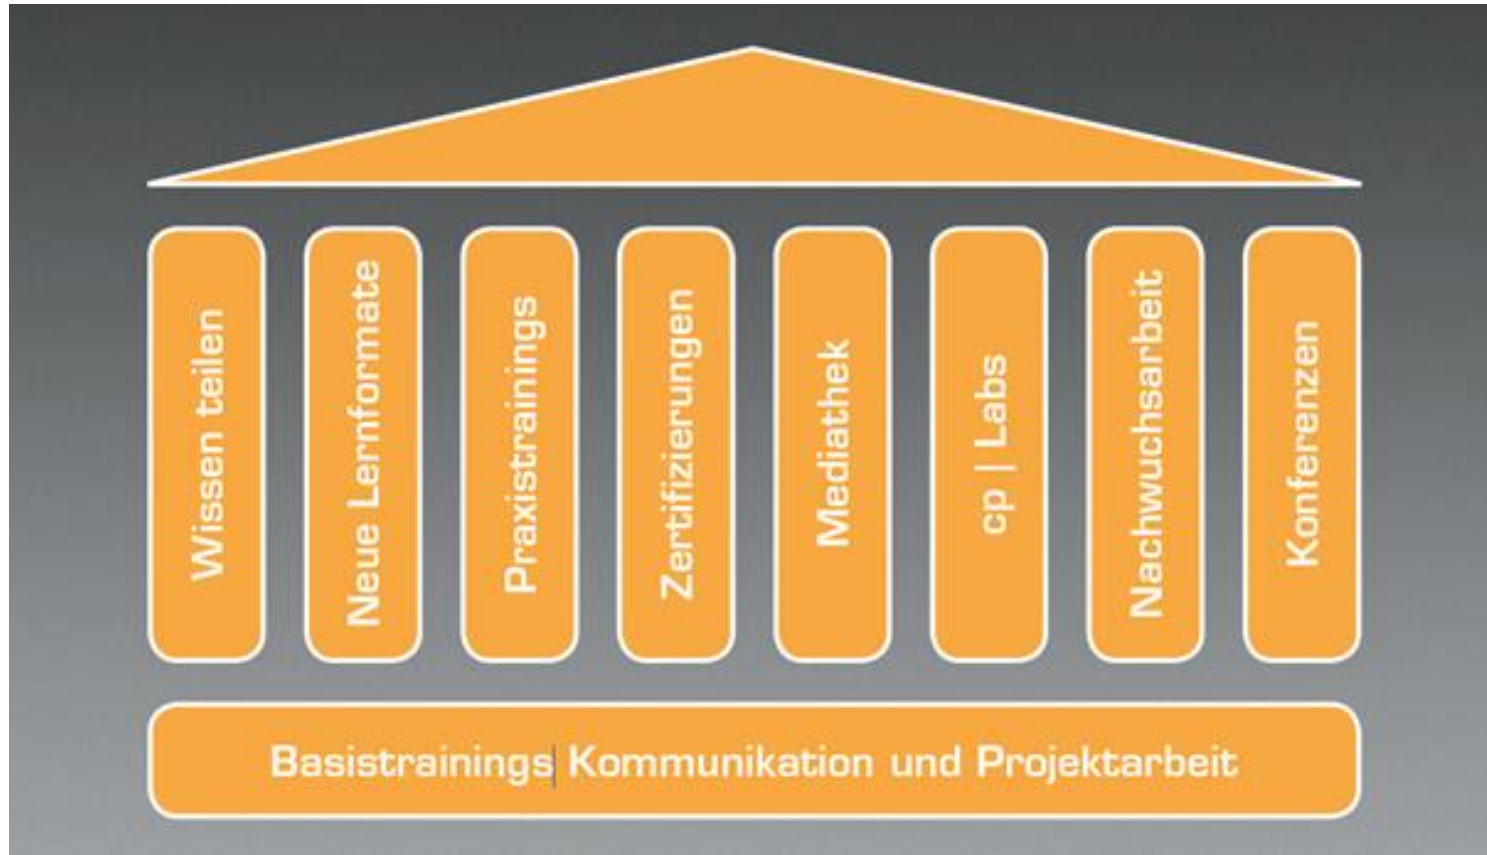 Wissen teilen
Neue Lernformate
Praxistrainings
Zertifizierungen
Mediathek
cp | Labs
Nachwuchsarbeit
Konferenzen
Basistrainings| Kommunikation und Projektarbeit